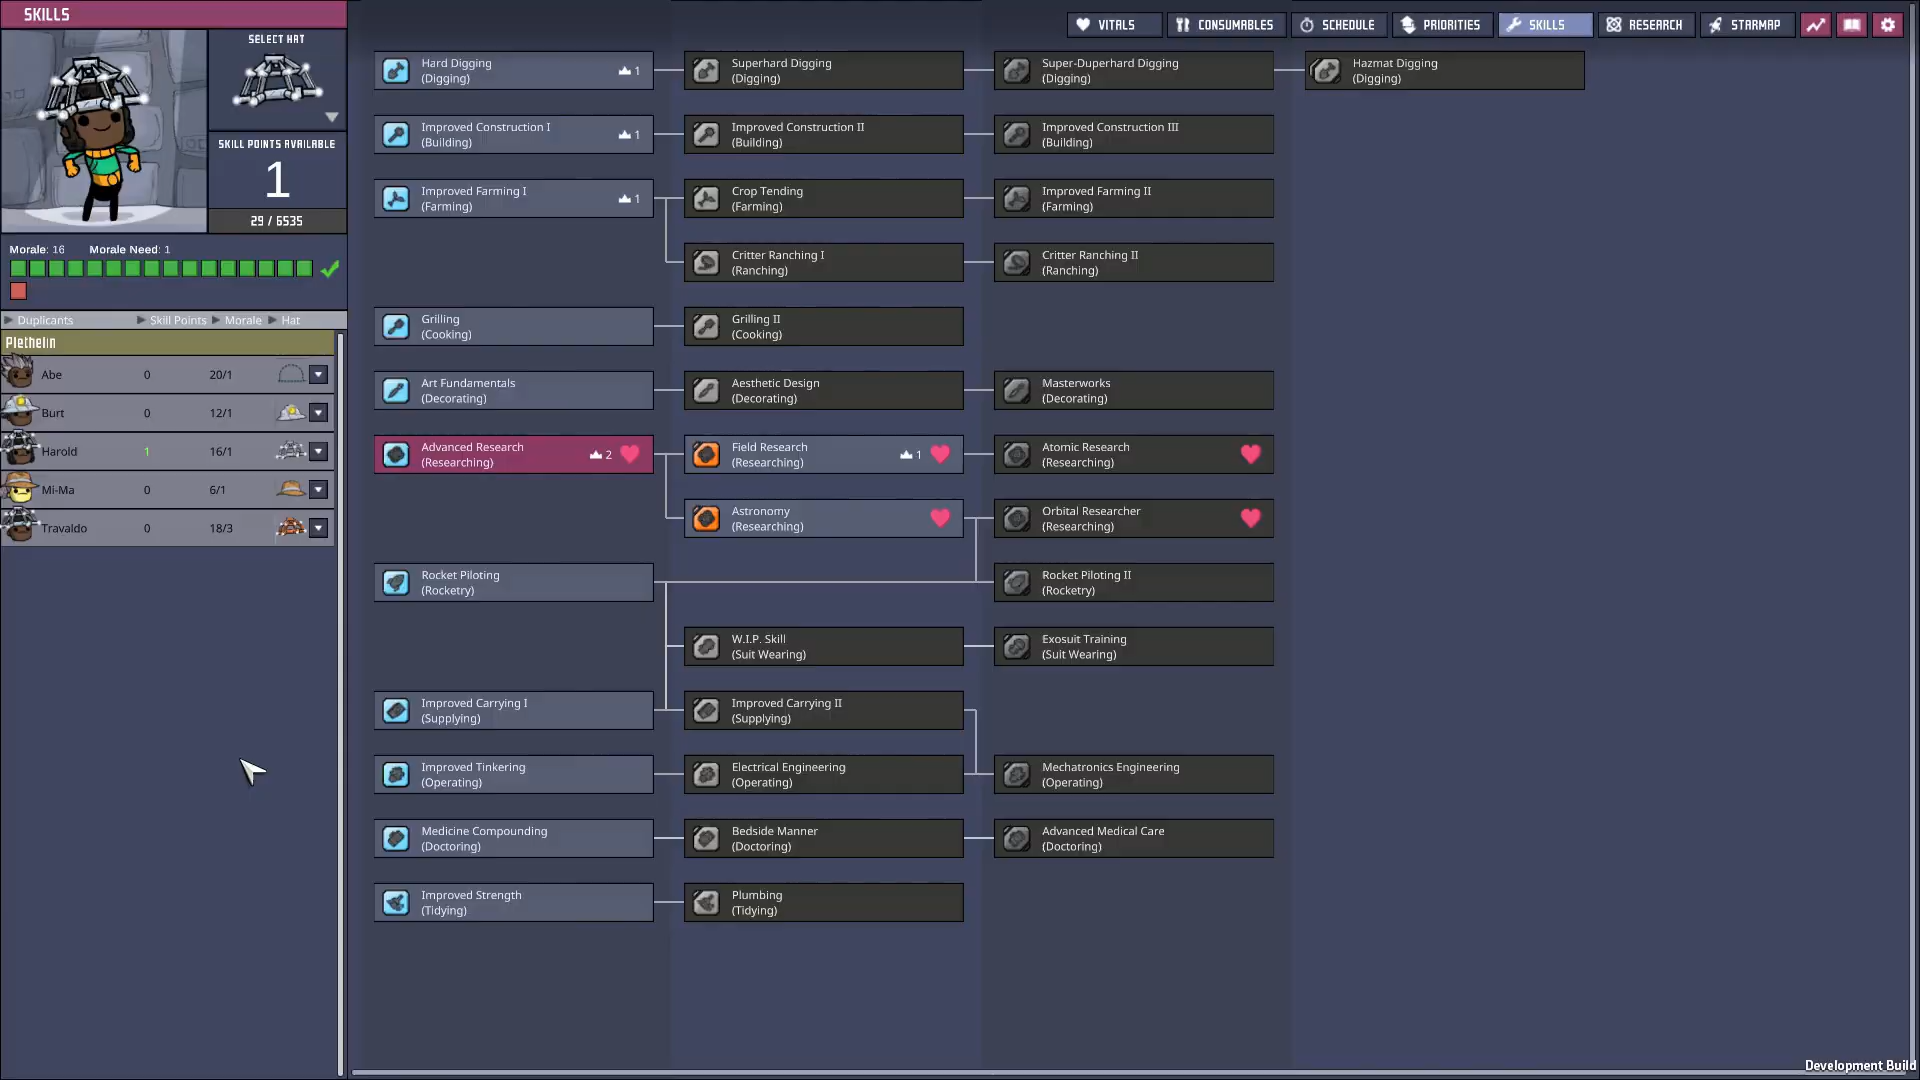 SKILLS
VITALS
CONSUMABLES
SCHEDULE
PRIORITIES
SKILLS
RESEARCH
STARMAP
SELECT HAT
SKILL POINTS AVAILABLE
1
29 / 6535
Morale: 16 Morale Need: 1
Duplicants Skill Points Morale Hat
Plethelin
Abe 0 20/1
Burt 0 12/1
Harold 1 16/1
Mi-Ma 0 6/1
Travaldo 0 18/3
Hard Digging
(Digging)
1
Superhard Digging
(Digging)
Super-Duperhard Digging
(Digging)
Hazmat Digging
(Digging)
Improved Construction I
(Building)
1
Improved Construction II
(Building)
Improved Construction III
(Building)
Improved Farming I
(Farming)
1
Crop Tending
(Farming)
Improved Farming II
(Farming)
Critter Ranching I
(Ranching)
Critter Ranching II
(Ranching)
Grilling
(Cooking)
Grilling II
(Cooking)
Art Fundamentals
(Decorating)
Aesthetic Design
(Decorating)
Masterworks
(Decorating)
Advanced Research
(Researching)
2
Field Research
(Researching)
1
Atomic Research
(Researching)
Astronomy
(Researching)
Orbital Researcher
(Researching)
Rocket Piloting
(Rocketry)
Rocket Piloting II
(Rocketry)
W.I.P. Skill
(Suit Wearing)
Exosuit Training
(Suit Wearing)
Improved Carrying I
(Supplying)
Improved Carrying II
(Supplying)
Improved Tinkering
(Operating)
Electrical Engineering
(Operating)
Mechatronics Engineering
(Operating)
Medicine Compounding
(Doctoring)
Bedside Manner
(Doctoring)
Advanced Medical Care
(Doctoring)
Improved Strength
(Tidying)
Plumbing
(Tidying)
Development Build